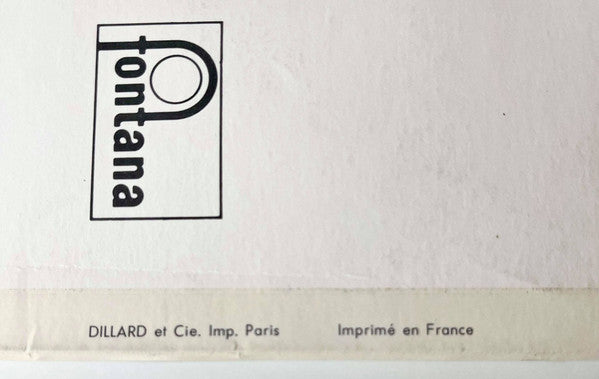 fontana
DILLARD et Cie. Imp. Paris Imprimé en France